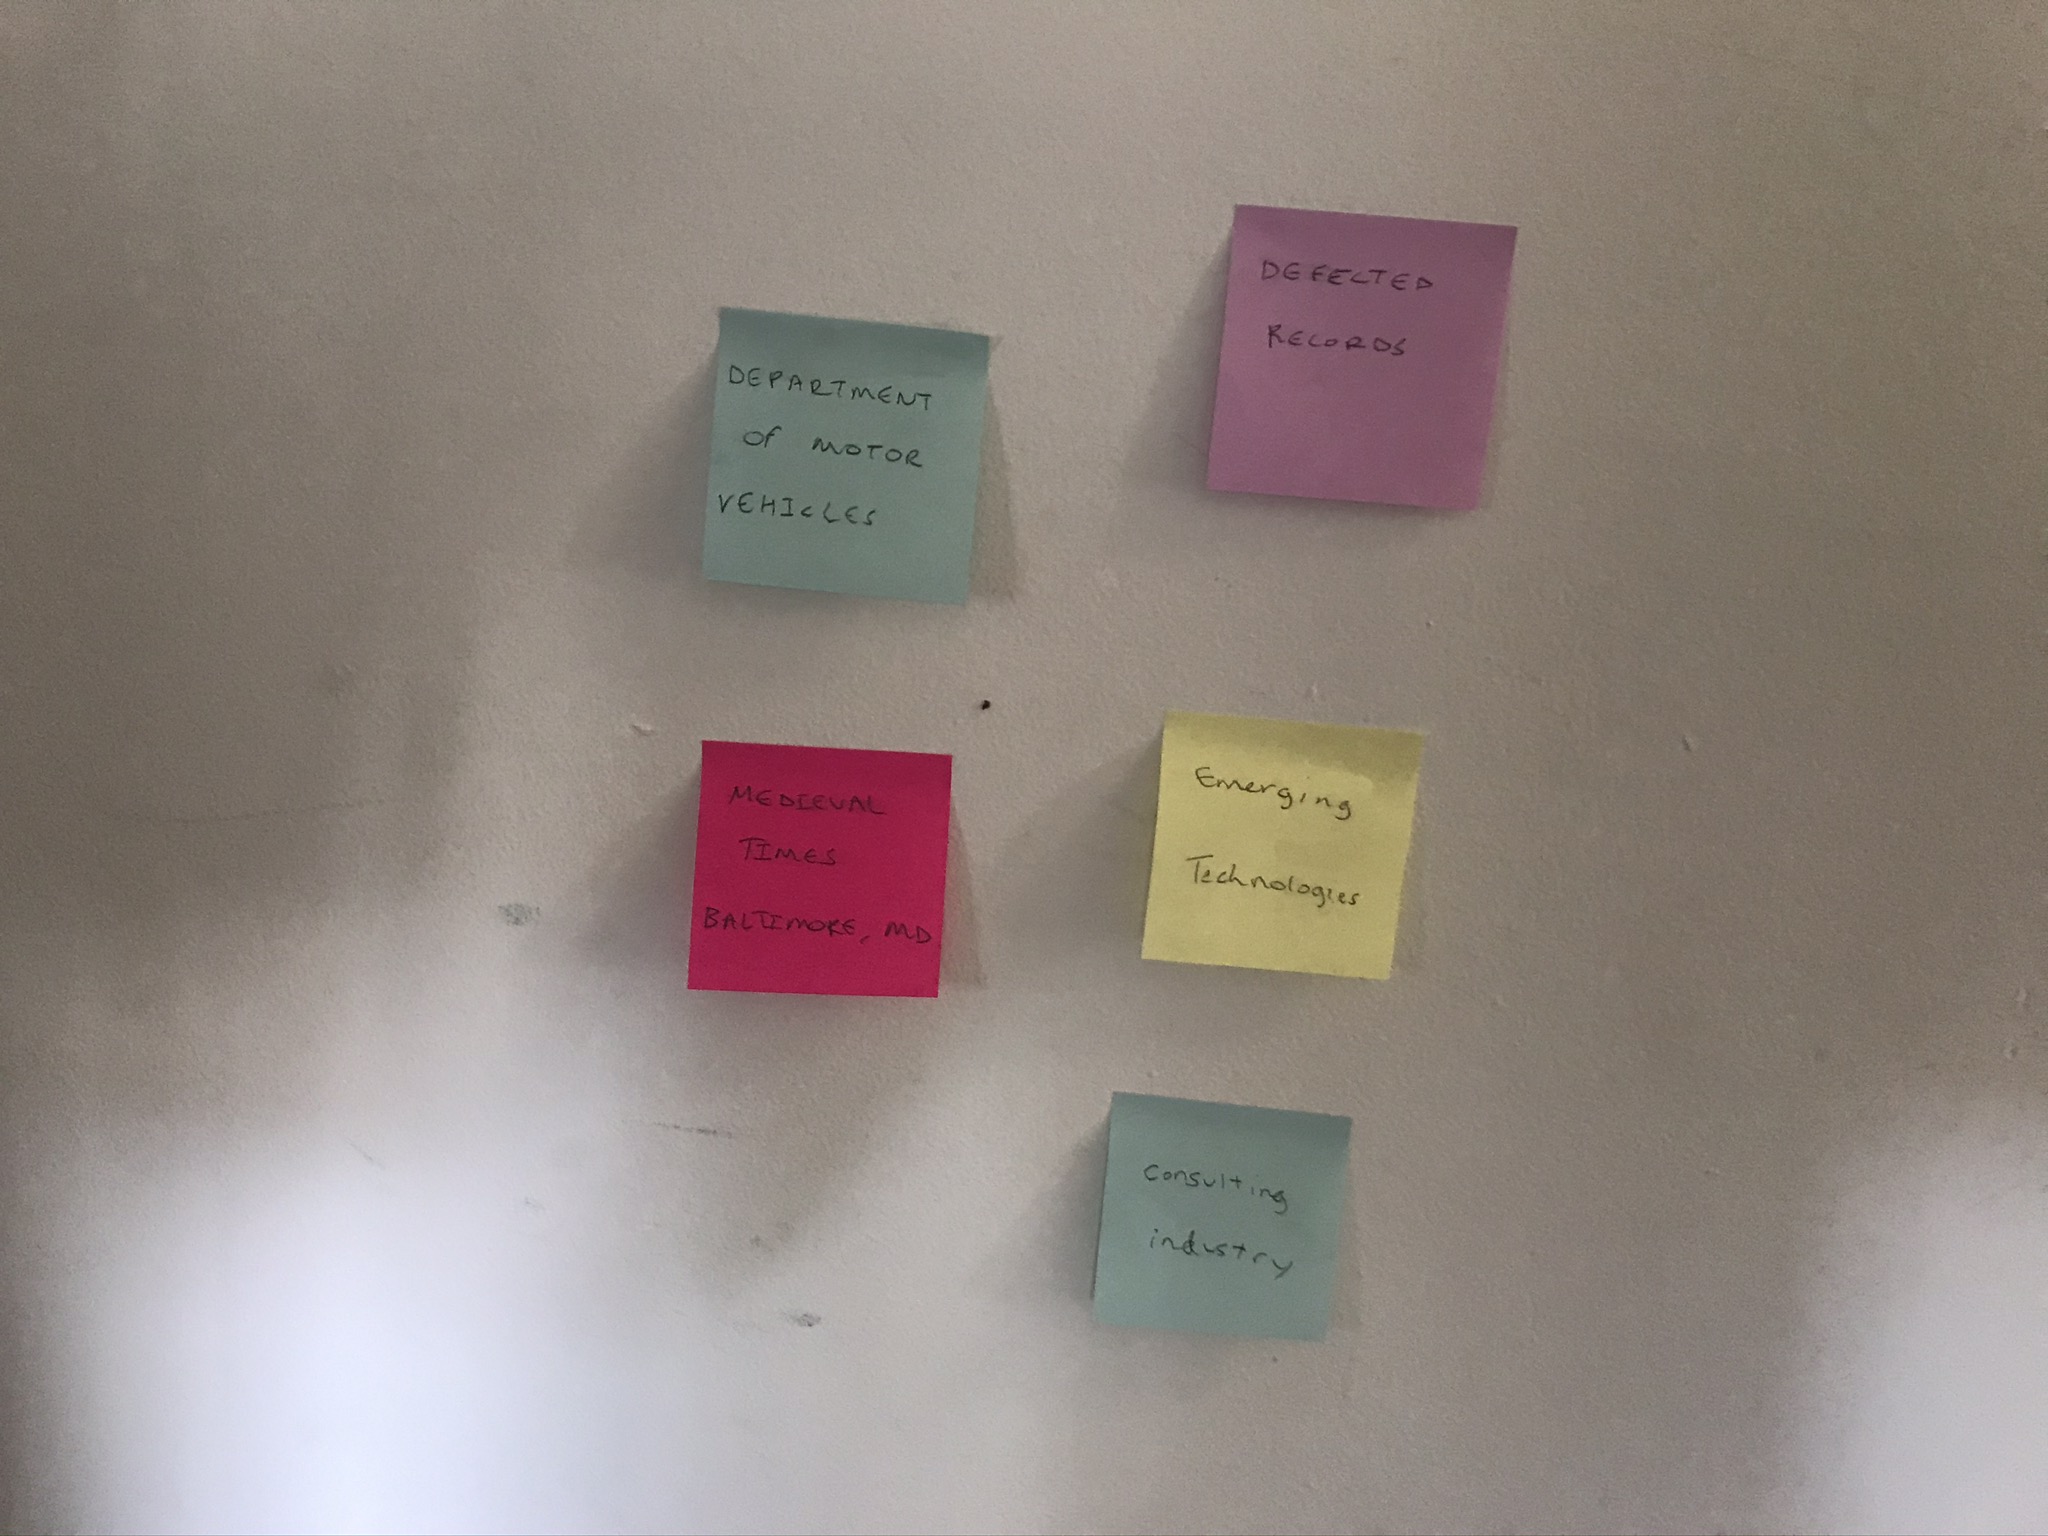 DEPARTMENT
of MOTOR
VEHICLES
DEFECTED
RECORDS
MEDIEVAL
TIMES
BALTIMORE, MD
Emerging
Technologies
Consulting
industry